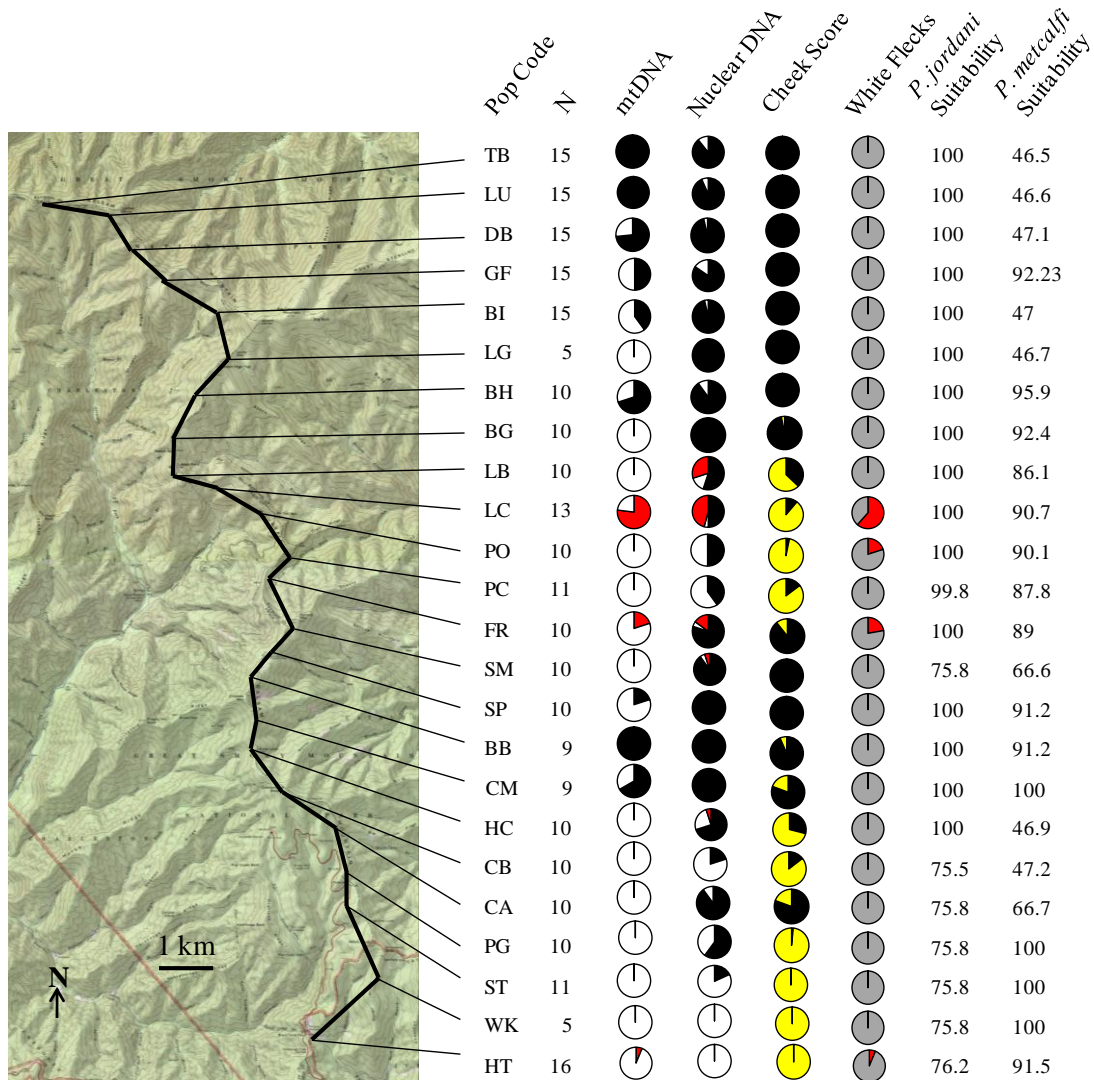 Pop Code N mtDNA Nuclear DNA Cheek Score White Flecks P. jordani Suitability P. metcalfi Suitability
TB 15 100 46.5
LU 15 100 46.6
DB 15 100 47.1
GF 15 100 92.23
BI 15 100 47
LG 5 100 46.7
BH 10 100 95.9
BG 10 100 92.4
LB 10 100 86.1
LC 13 100 90.7
PO 10 100 90.1
PC 11 99.8 87.8
FR 10 100 89
SM 10 75.8 66.6
SP 10 100 91.2
BB 9 100 91.2
CM 9 100 100
HC 10 100 46.9
CB 10 75.5 47.2
CA 10 75.8 66.7
PG 10 75.8 100
ST 11 75.8 100
WK 5 75.8 100
HT 16 76.2 91.5
1 km
N